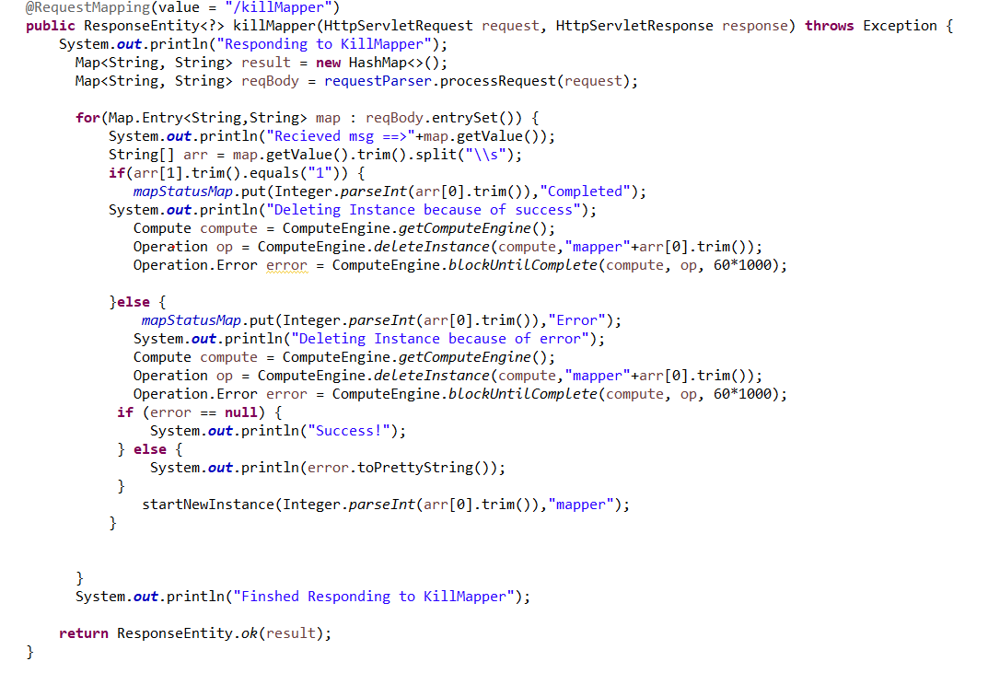 @RequestMapping(value = "/killMapper")
public ResponseEntity<?> killMapper(HttpServletRequest request, HttpServletResponse response) throws Exception {
System.out.println("Responding to KillMapper");
Map<String, String> result = new HashMap<>();
Map<String, String> reqBody = requestParser.processRequest(request);
for(Map.Entry<String,String> map : reqBody.entrySet()) {
System.out.println("Recieved msg ==>"+map.getValue());
String[] arr = map.getValue().trim().split("\\s");
if(arr[1].trim().equals("1")) {
mapStatusMap.put(Integer.parseInt(arr[0].trim()),"Completed");
System.out.println("Deleting Instance because of success");
Compute compute = ComputeEngine.getComputeEngine();
Operation op = ComputeEngine.deleteInstance(compute,"mapper"+arr[0].trim());
Operation.Error error = ComputeEngine.blockUntilComplete(compute, op, 60*1000);
}else {
mapStatusMap.put(Integer.parseInt(arr[0].trim()),"Error");
System.out.println("Deleting Instance because of error");
Compute compute = ComputeEngine.getComputeEngine();
Operation op = ComputeEngine.deleteInstance(compute,"mapper"+arr[0].trim());
Operation.Error error = ComputeEngine.blockUntilComplete(compute, op, 60*1000);
if (error == null) {
System.out.println("Success!");
} else {
System.out.println(error.toPrettyString());
}
startNewInstance(Integer.parseInt(arr[0].trim()),"mapper");
}
}
System.out.println("Finshed Responding to KillMapper");
return ResponseEntity.ok(result);
}